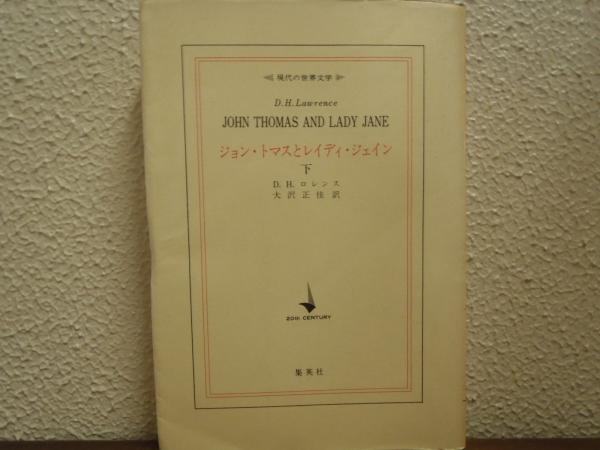 現代の世界文学
D.H.Lawrence
JOHN THOMAS AND LADY JANE
ジョン・トマスとレイディ・ジェイン
下
D. H. ロレンス
大沢正佳訳
20th CENTURY
集英社